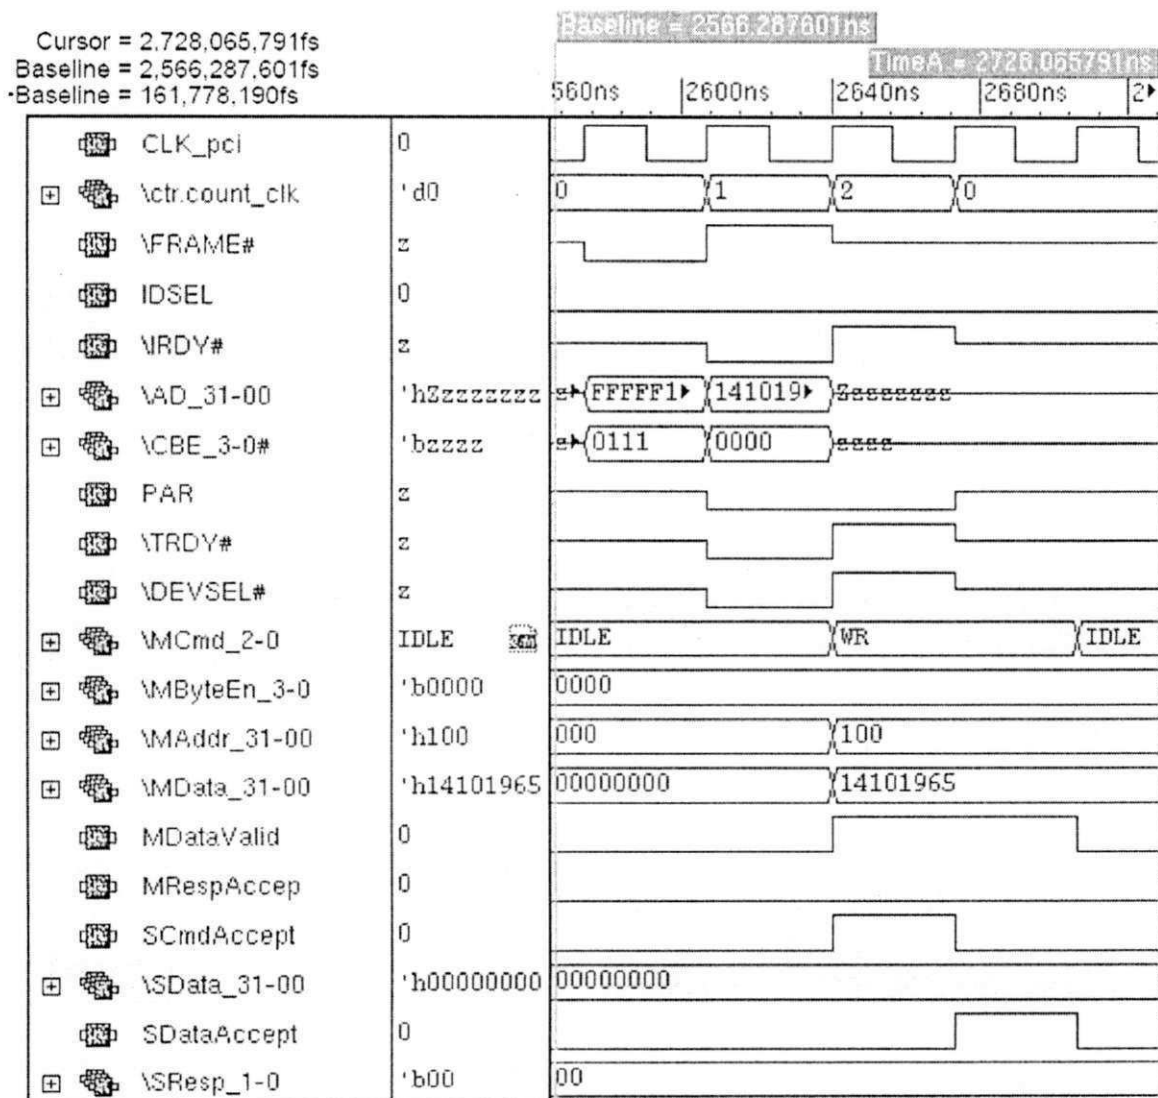 Baseline = 2566.287601ns
Cursor = 2,728,065,791fs
Baseline = 2,566,287,601fs
TimeA = 2728.065791ns
-Baseline = 161,778,190fs
560ns 2600ns 2640ns 2680ns 2
CLK_pci 0
\ctr.count_clk 'd0 0 1 2 0
\FRAME# z
IDSEL 0
\IRDY# z
\AD_31-00 'hZzzzzzzz z FFFFF1 141019 Zzzzzzzz
\CBE_3-0# 'bzzzz z 0111 0000 zzzz
PAR z
\TRDY# z
\DEVSEL# z
\MCmd_2-0 IDLE IDLE WR IDLE
\MByteEn_3-0 'b0000 0000
\MAddr_31-00 'h100 000 100
\MData_31-00 'h14101965 00000000 14101965
MDataValid 0
MRespAccep 0
SCmdAccept 0
\SData_31-00 'h00000000 00000000
SDataAccept 0
\SResp_1-0 'b00 00